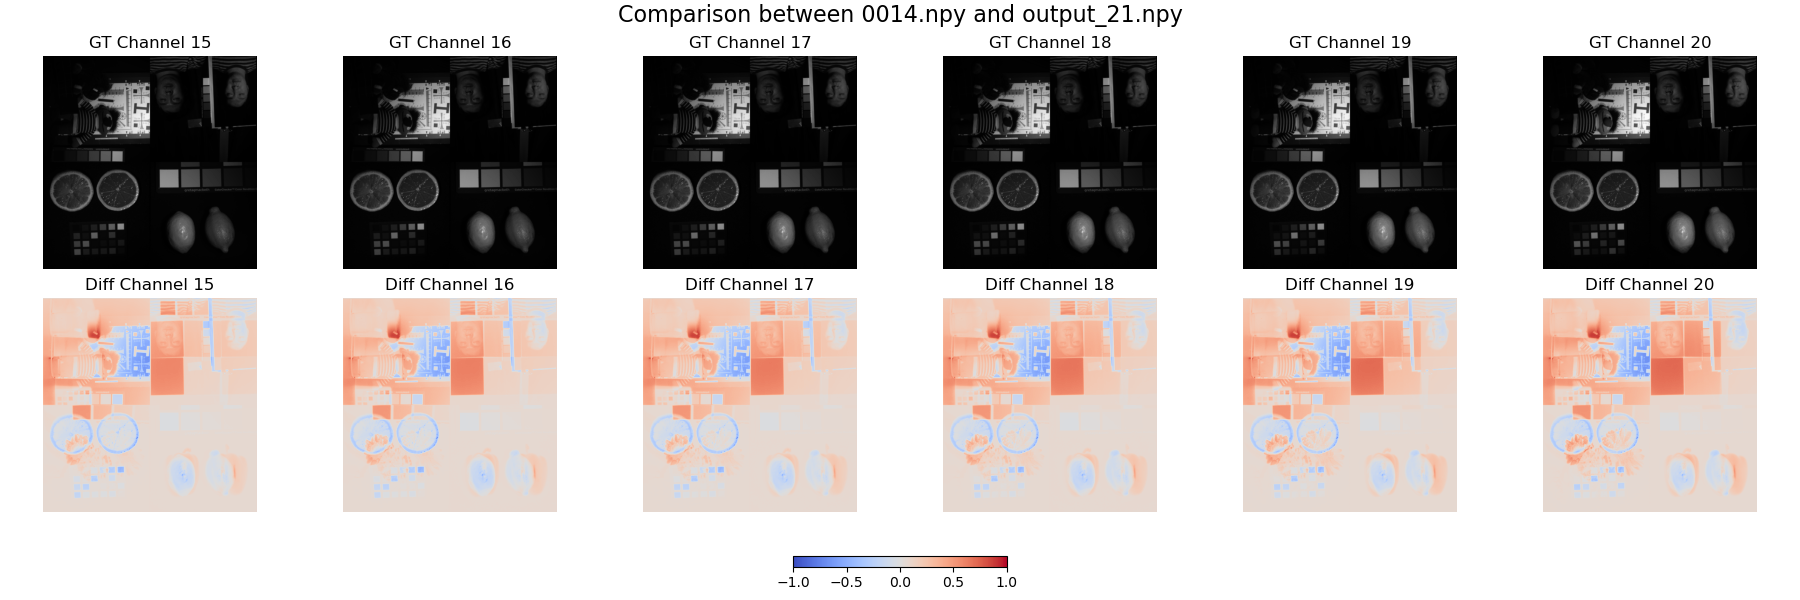 Comparison between 0014.npy and output_21.npy
GT Channel 15
GT Channel 16
GT Channel 17
GT Channel 18
GT Channel 19
GT Channel 20
Diff Channel 15
Diff Channel 16
Diff Channel 17
Diff Channel 18
Diff Channel 19
Diff Channel 20
−1.0 −0.5 0.0 0.5 1.0